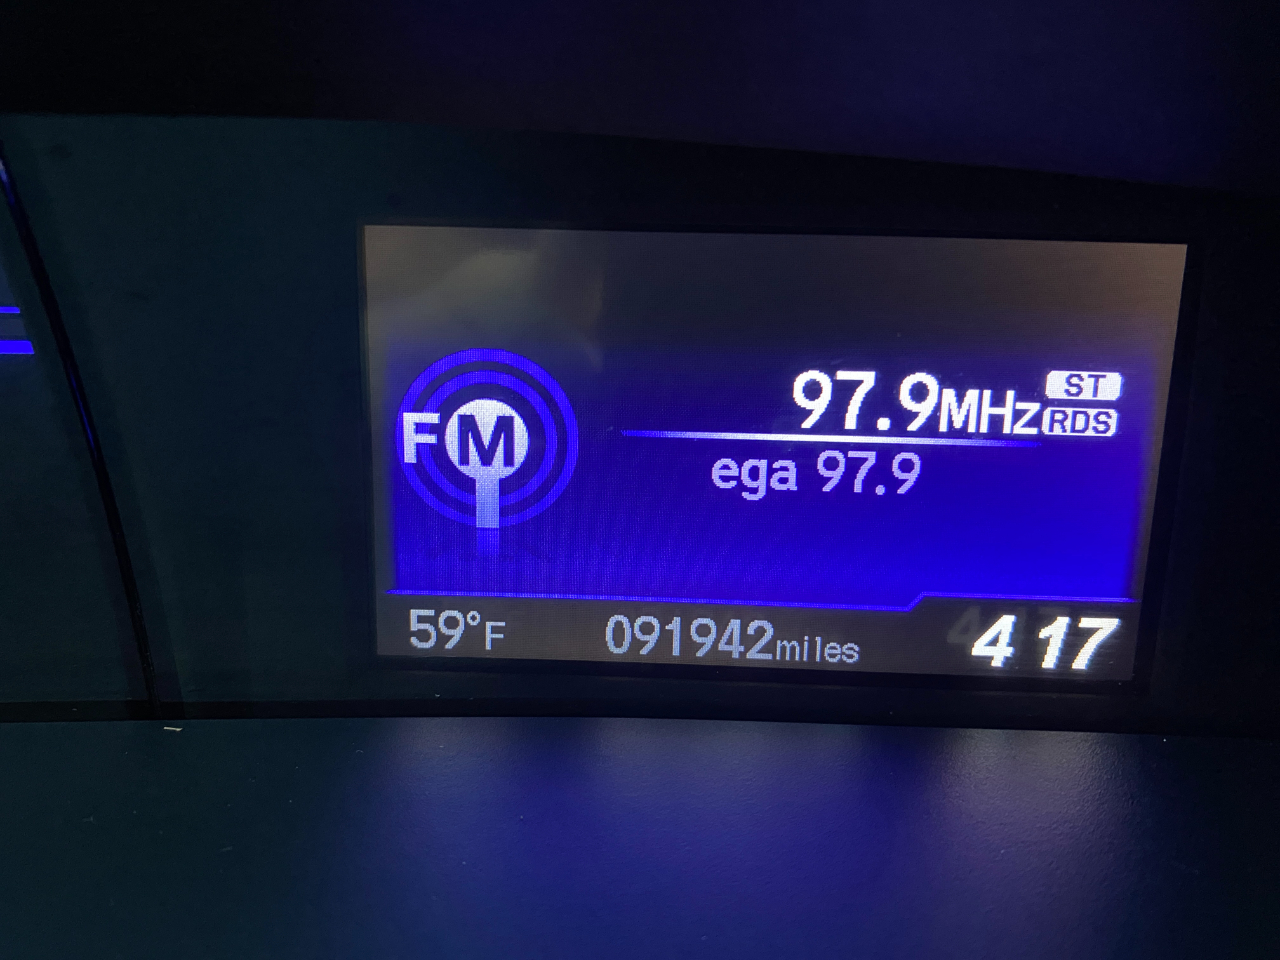 FM
97.9MHz ST
RDS
ega 97.9
59°F 091942miles 4 17